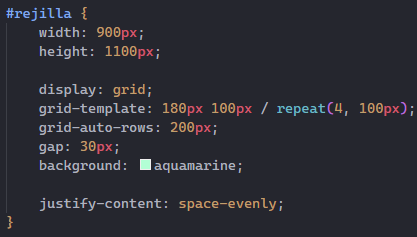 #rejilla {
width: 900px;
height: 1100px;
display: grid;
grid-template: 180px 100px / repeat(4, 100px);
grid-auto-rows: 200px;
gap: 30px;
background: aquamarine;
justify-content: space-evenly;
}